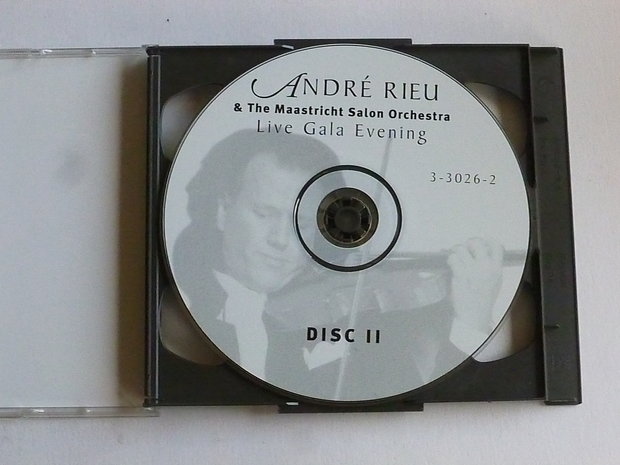 ANDRÉ RIEU
& The Maastricht Salon Orchestra
Live Gala Evening
3-3026-2
DISC II